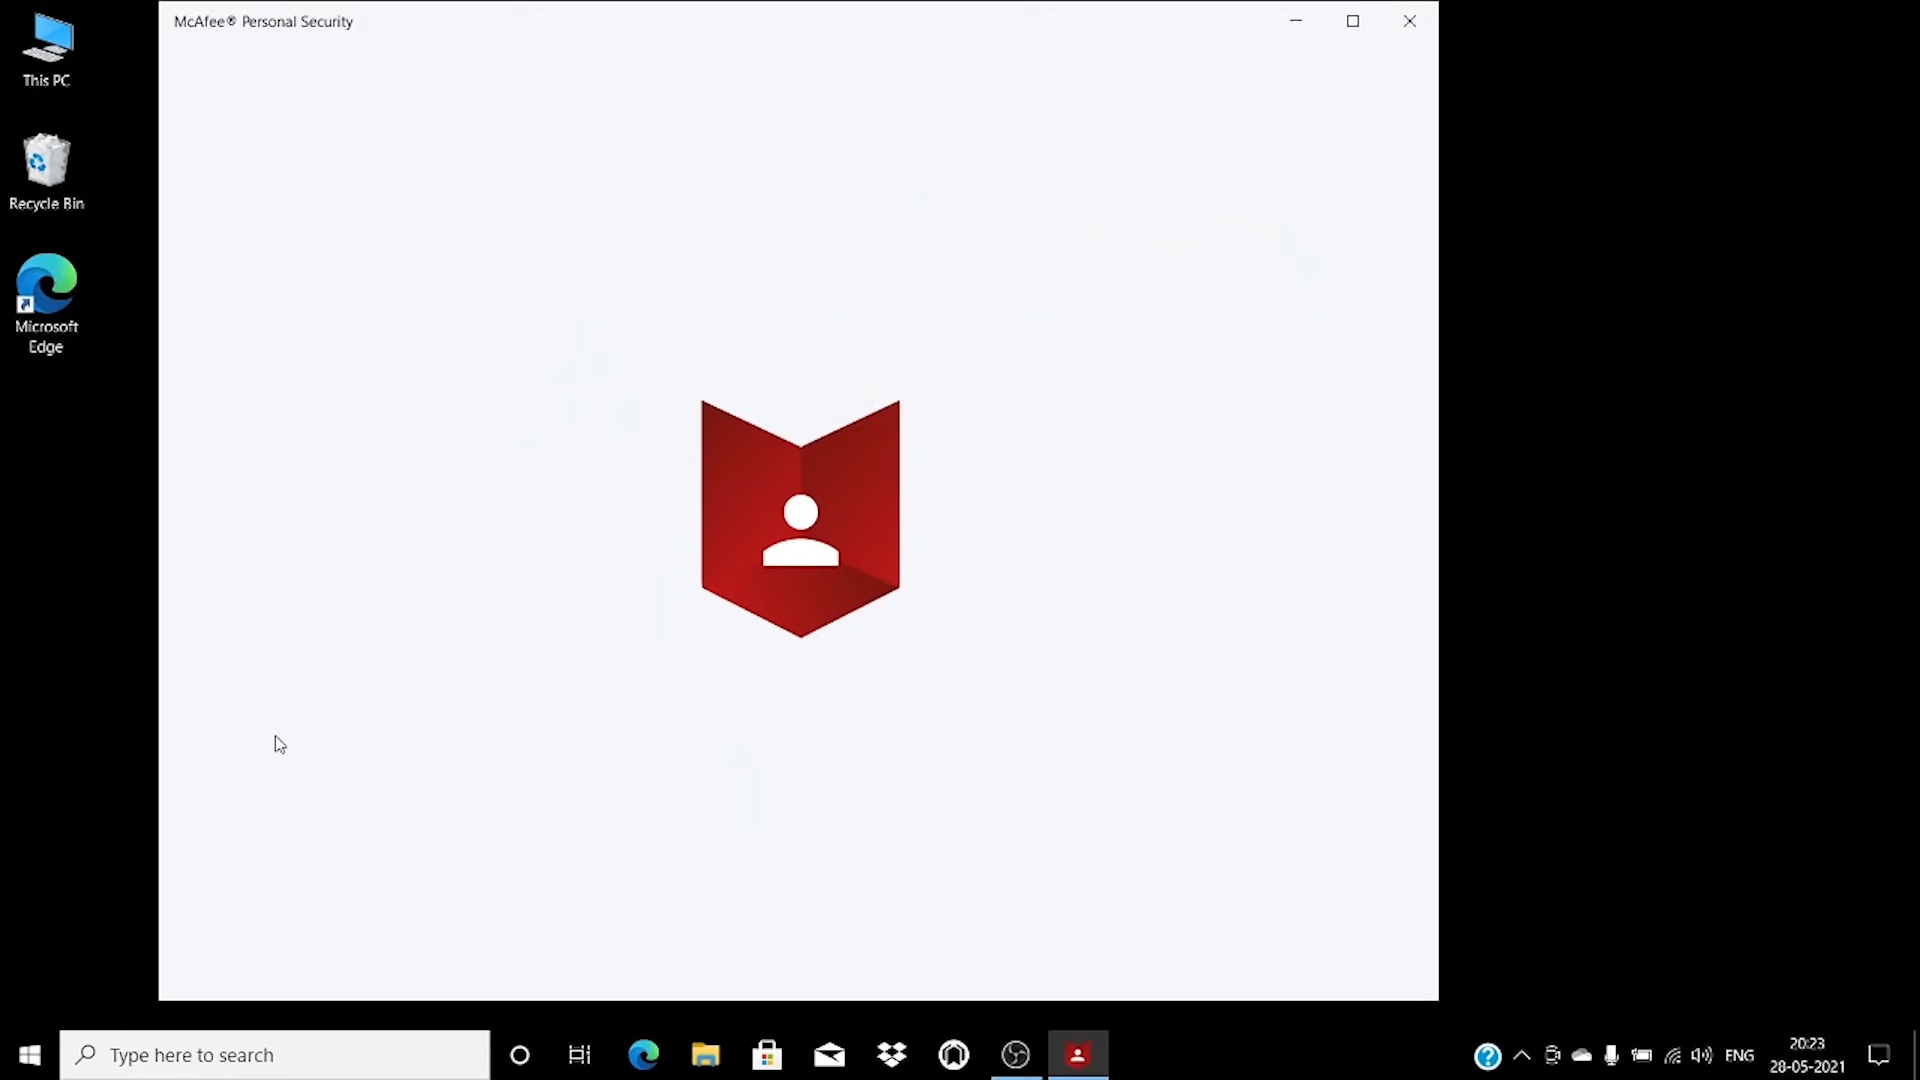 McAfee® Personal Security
This PC
Recycle Bin
Microsoft
Edge
Type here to search
ENG
20:23
28-05-2021